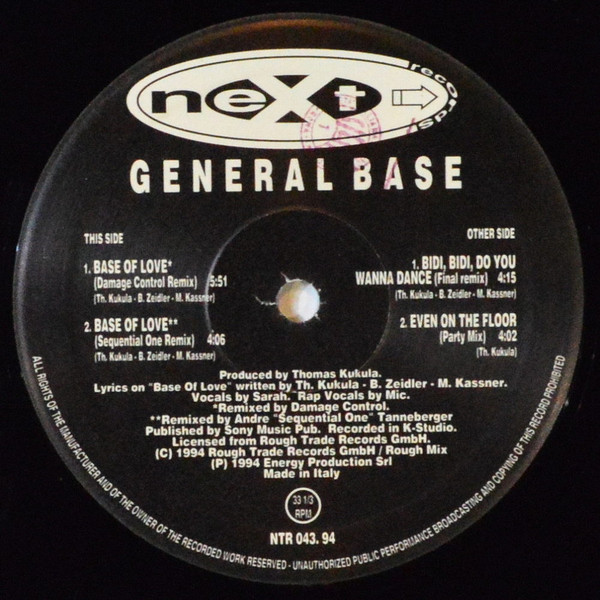 next records
GENERAL BASE
THIS SIDE
1. BASE OF LOVE*
(Damage Control Remix) 5:51
(Th. Kukula - B. Zeidler - M. Kassner)
2. BASE OF LOVE**
(Sequential One Remix) 4:06
(Th. Kukula - B. Zeidler - M. Kassner)
OTHER SIDE
1. BIDI, BIDI, DO YOU
WANNA DANCE (Final remix) 4:15
(Th. Kukula - B. Zeidler - M. Kassner)
2. EVEN ON THE FLOOR
(Party Mix) 4:02
(Th. Kukula)
Produced by Thomas Kukula.
Lyrics on "Base Of Love" written by Th. Kukula - B. Zeidler - M. Kassner.
Vocals by Sarah. Rap Vocals by Mic.
*Remixed by Damage Control.
**Remixed by Andre "Sequential One" Tanneberger
Published by Sony Music Pub. Recorded in K-Studio.
Licensed from Rough Trade Records GmbH.
(C) 1994 Rough Trade Records GmbH / Rough Mix
(P) 1994 Energy Production Srl
Made in Italy
33 1/3
RPM
NTR 043. 94
ALL RIGHTS OF THE MANUFACTURER AND OF THE OWNER OF THE RECORDED WORK RESERVED - UNAUTHORIZED PUBLIC PERFORMANCE BROADCASTING AND COPYING OF THIS RECORD PROHIBITED